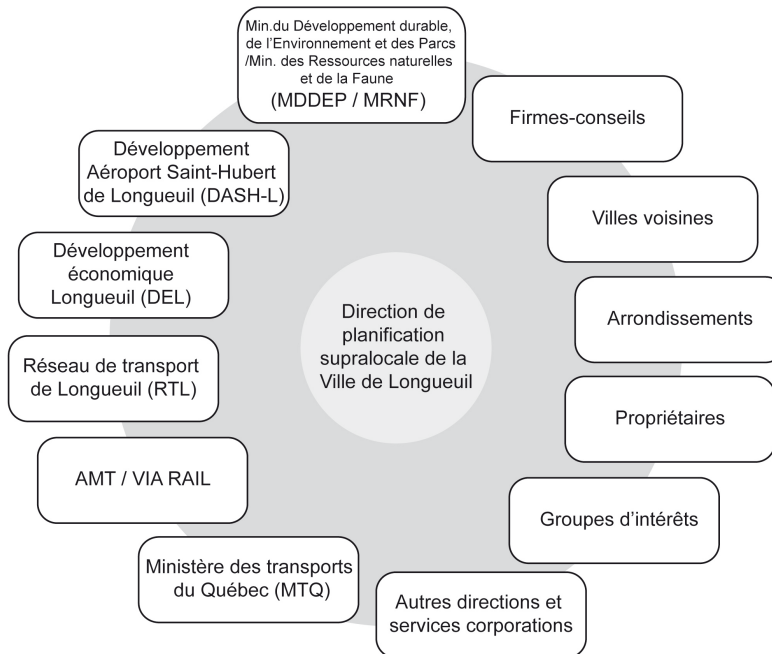 Min.du Développement durable,
de l’Environnement et des Parcs
/Min. des Ressources naturelles
et de la Faune
(MDDEP / MRNF)
Firmes-conseils
Villes voisines
Arrondissements
Propriétaires
Groupes d’intérêts
Autres directions et
services corporations
Ministère des transports
du Québec (MTQ)
AMT / VIA RAIL
Réseau de transport
de Longueuil (RTL)
Développement
économique
Longueuil (DEL)
Développement
Aéroport Saint-Hubert
de Longueuil (DASH-L)
Direction de
planification
supralocale de la
Ville de Longueuil